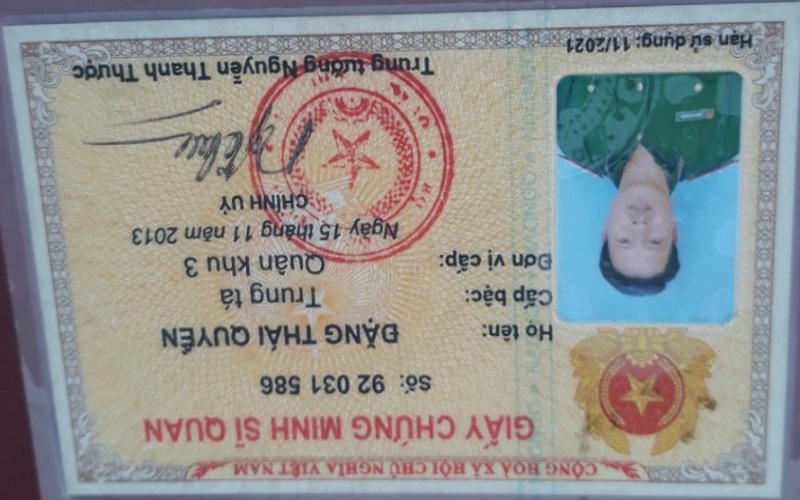 CỘNG HOÀ XÃ HỘI CHỦ NGHĨA VIỆT NAM
GIẤY CHỨNG MINH SĨ QUAN
Số: 92 031 586
Họ tên: ĐẶNG THÁI QUYỀN
Cấp bậc: Trung tá
Đơn vị cấp: Quân khu 3
Ngày 15 tháng 11 năm 2013
CHÍNH UỶ
Trung tướng Nguyễn Thanh Thược
Hạn sử dụng: 11/2021